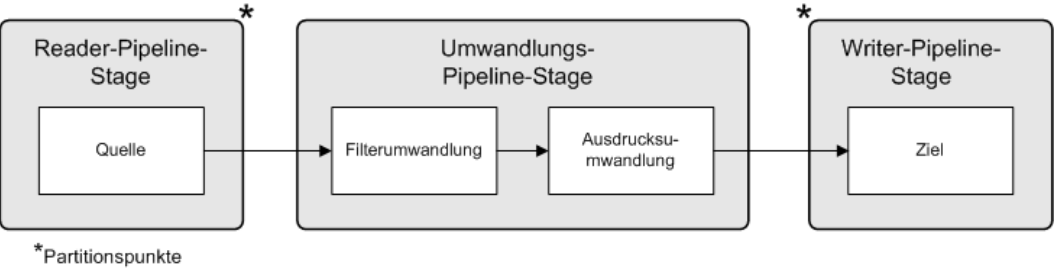 *
*
Reader-Pipeline-
Stage
Umwandlungs-
Pipeline-Stage
Writer-Pipeline-
Stage
Quelle
Filterumwandlung
Ausdrucksu-
mwandlung
Ziel
*Partitionspunkte